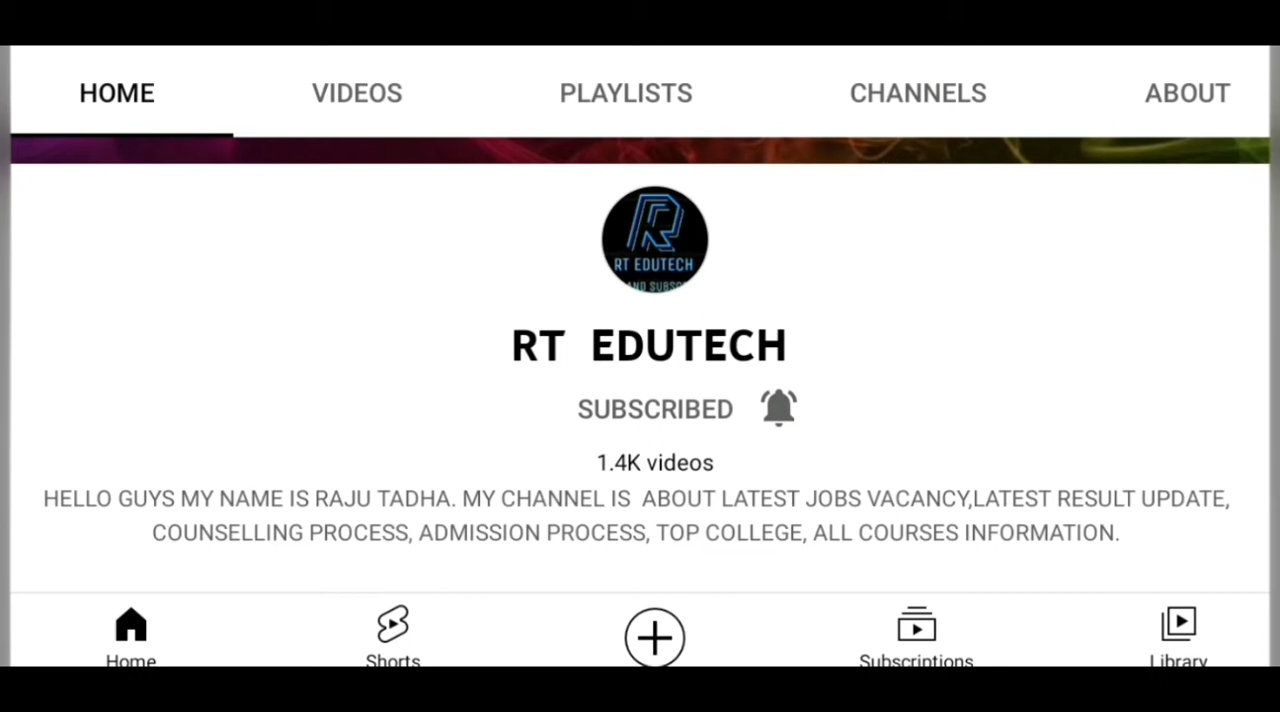 HOME VIDEOS PLAYLISTS CHANNELS ABOUT
RT EDUTECH
AND SUBSC
RT EDUTECH
SUBSCRIBED
1.4K videos
HELLO GUYS MY NAME IS RAJU TADHA. MY CHANNEL IS ABOUT LATEST JOBS VACANCY,LATEST RESULT UPDATE,
COUNSELLING PROCESS, ADMISSION PROCESS, TOP COLLEGE, ALL COURSES INFORMATION.
Home Shorts Subscriptions Library